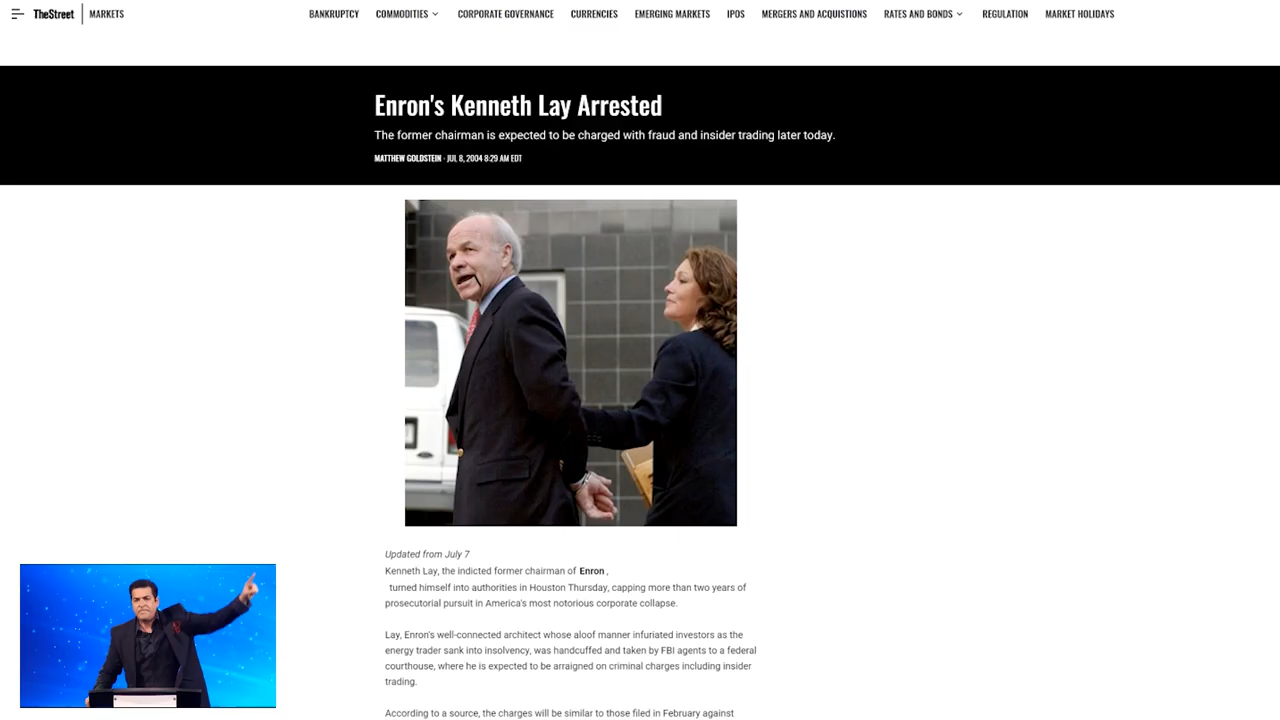 TheStreet MARKETS BANKRUPTCY COMMODITIES CORPORATE GOVERNANCE CURRENCIES EMERGING MARKETS IPOS MERGERS AND ACQUISTIONS RATES AND BONDS REGULATION MARKET HOLIDAYS
Enron's Kenneth Lay Arrested
The former chairman is expected to be charged with fraud and insider trading later today.
MATTHEW GOLDSTEIN · JUL 8, 2004 8:29 AM EDT
Updated from July 7
Kenneth Lay, the indicted former chairman of Enron ,
turned himself into authorities in Houston Thursday, capping more than two years of
prosecutorial pursuit in America's most notorious corporate collapse.
Lay, Enron's well-connected architect whose aloof manner infuriated investors as the
energy trader sank into insolvency, was handcuffed and taken by FBI agents to a federal
courthouse, where he is expected to be arraigned on criminal charges including insider
trading.
According to a source, the charges will be similar to those filed in February against